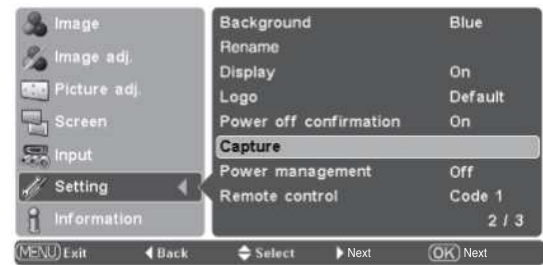 Image
Image adj.
Picture adj.
Screen
Input
Setting
Information
Background Blue
Rename
Display On
Logo Default
Power off confirmation On
Capture
Power management Off
Remote control Code 1
2 / 3
MENU Exit Back Select Next OK Next